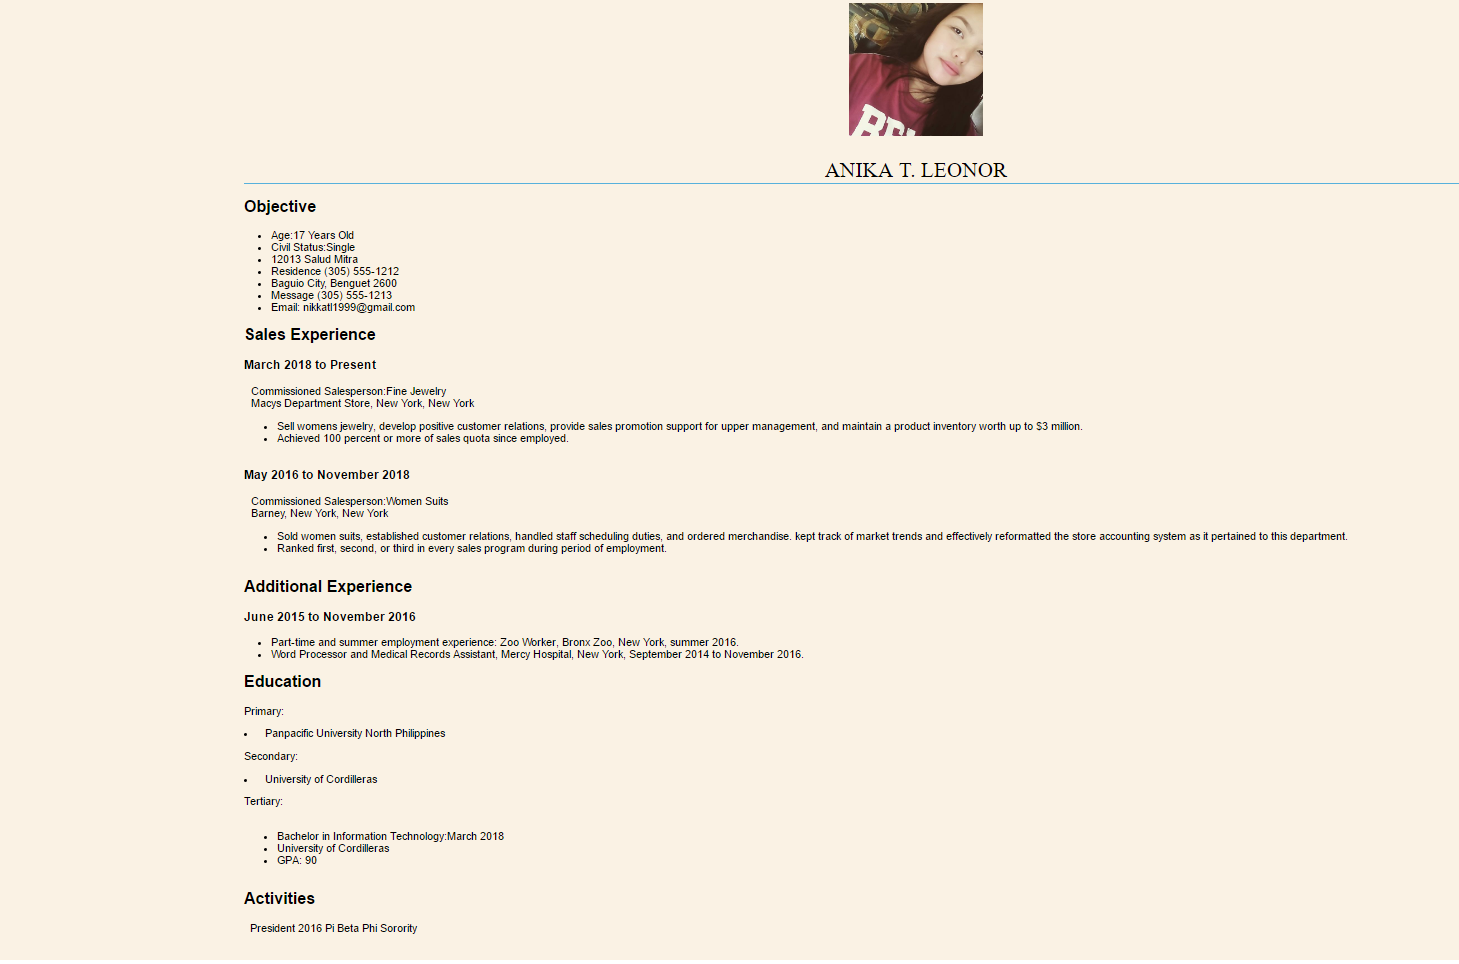 ANIKA T. LEONOR
Objective
• Age:17 Years Old
• Civil Status:Single
• 12013 Salud Mitra
• Residence (305) 555-1212
• Baguio City, Benguet 2600
• Message (305) 555-1213
• Email: nikkatl1999@gmail.com
Sales Experience
March 2018 to Present
Commissioned Salesperson:Fine Jewelry
Macys Department Store, New York, New York
• Sell womens jewelry, develop positive customer relations, provide sales promotion support for upper management, and maintain a product inventory worth up to $3 million.
• Achieved 100 percent or more of sales quota since employed.
May 2016 to November 2018
Commissioned Salesperson:Women Suits
Barney, New York, New York
• Sold women suits, established customer relations, handled staff scheduling duties, and ordered merchandise. kept track of market trends and effectively reformatted the store accounting system as it pertained to this department.
• Ranked first, second, or third in every sales program during period of employment.
Additional Experience
June 2015 to November 2016
• Part-time and summer employment experience: Zoo Worker, Bronx Zoo, New York, summer 2016.
• Word Processor and Medical Records Assistant, Mercy Hospital, New York, September 2014 to November 2016.
Education
Primary:
• Panpacific University North Philippines
Secondary:
• University of Cordilleras
Tertiary:
• Bachelor in Information Technology:March 2018
• University of Cordilleras
• GPA: 90
Activities
President 2016 Pi Beta Phi Sorority